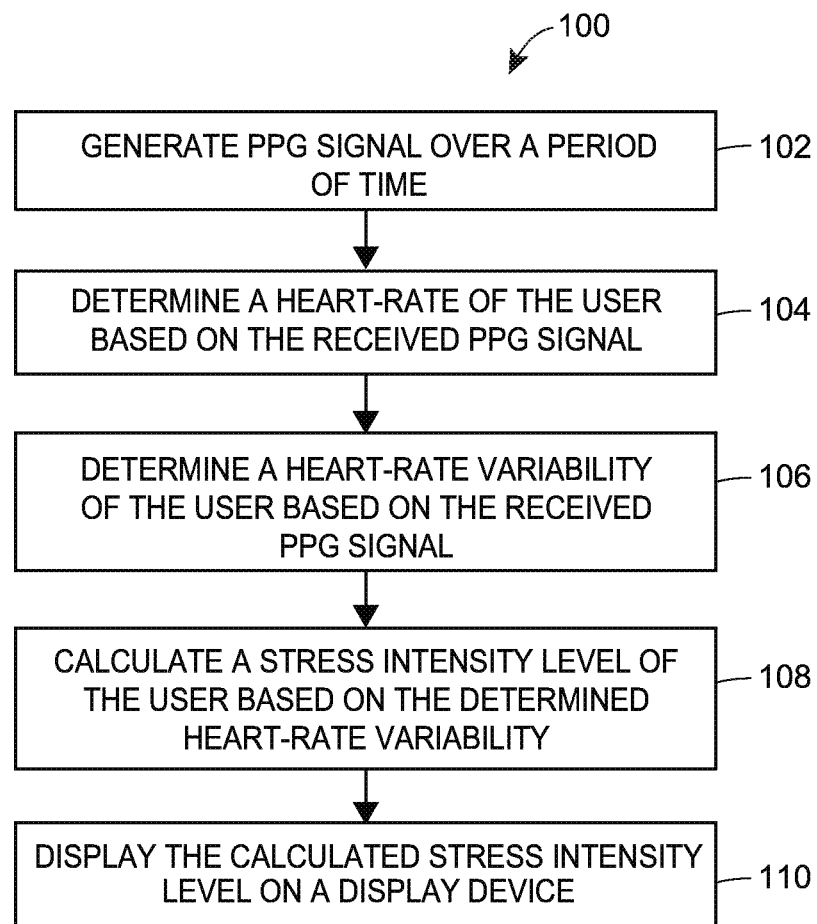 100
GENERATE PPG SIGNAL OVER A PERIOD
OF TIME
102
DETERMINE A HEART-RATE OF THE USER
BASED ON THE RECEIVED PPG SIGNAL
104
DETERMINE A HEART-RATE VARIABILITY
OF THE USER BASED ON THE RECEIVED
PPG SIGNAL
106
CALCULATE A STRESS INTENSITY LEVEL OF
THE USER BASED ON THE DETERMINED
HEART-RATE VARIABILITY
108
DISPLAY THE CALCULATED STRESS INTENSITY
LEVEL ON A DISPLAY DEVICE
110